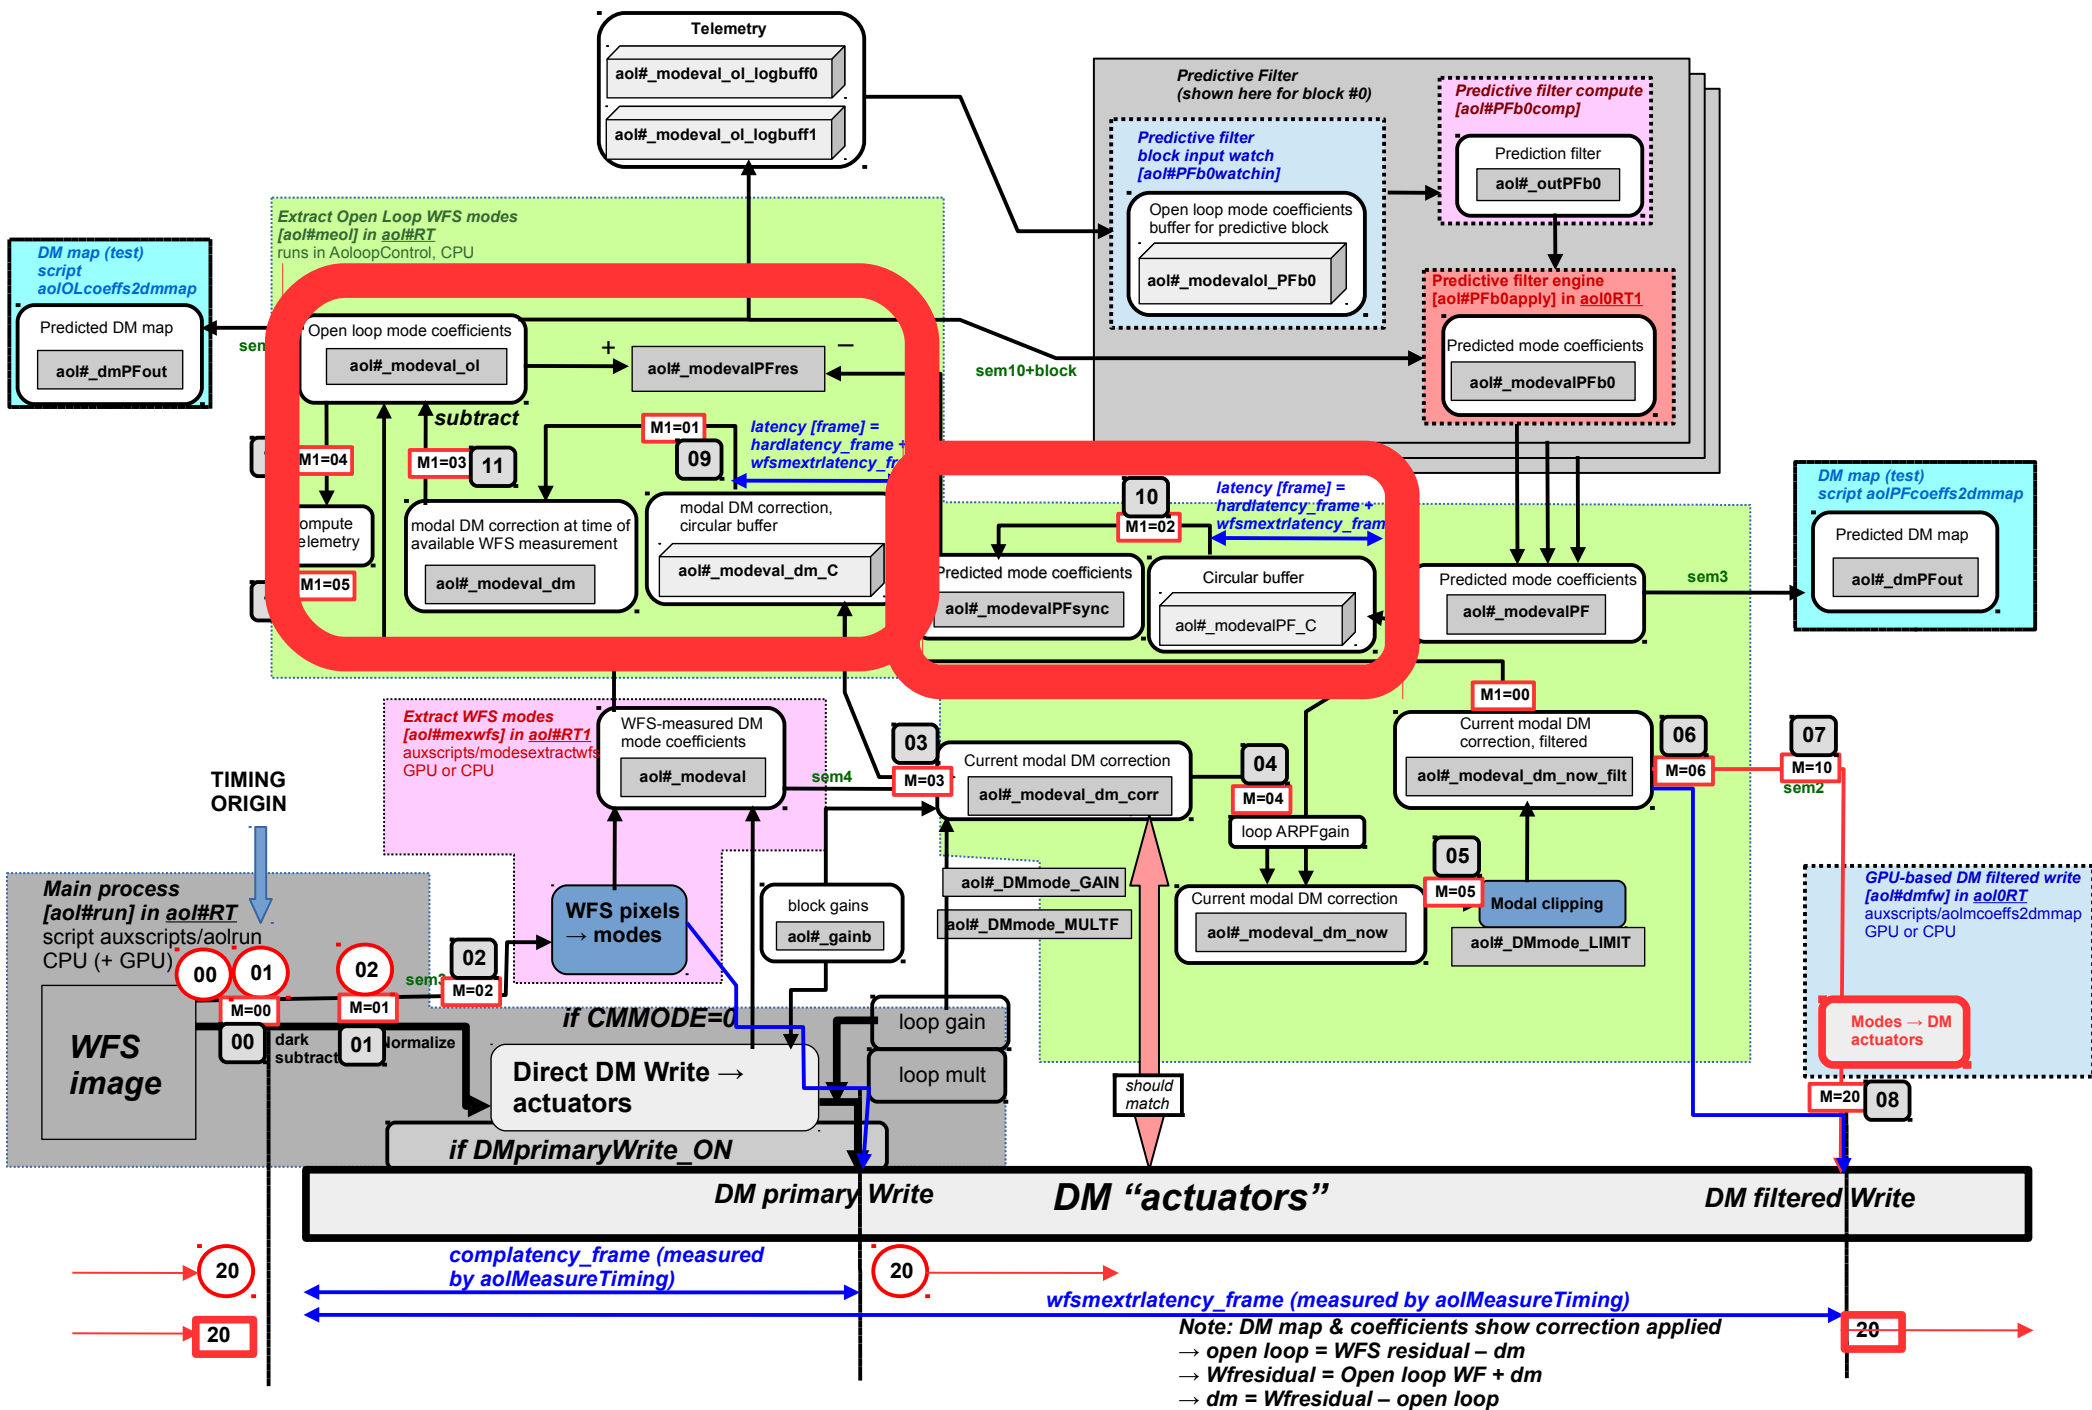 Telemetry
aol#_modeval_ol_logbuff0
aol#_modeval_ol_logbuff1
Predictive Filter
(shown here for block #0)
Predictive filter compute
[aol#PFb0comp]
Prediction filter
aol#_outPFb0
Predictive filter
block input watch
[aol#PFb0watchin]
Open loop mode coefficients
buffer for predictive block
aol#_modevalol_PFb0
Predictive filter engine
[aol#PFb0apply] in aol0RT1
Predicted mode coefficients
aol#_modevalPFb0
Extract Open Loop WFS modes
[aol#meol] in aol#RT
runs in AoloopControl, CPU
DM map (test)
script
aolOLcoeffs2dmmap
Predicted DM map
aol#_dmPFout
Open loop mode coefficients
aol#_modeval_ol
+
aol#_modevalPFres
–
sem10+block
subtract
M1=04
M1=03
11
M1=01
09
latency [frame] =
hardlatency_frame +
M1=05
modal DM correction at time of
available WFS measurement
aol#_modeval_dm
modal DM correction,
circular buffer
aol#_modeval_dm_C
10
M1=02
latency [frame] =
hardlatency_frame +
Predicted mode coefficients
aol#_modevalPFsync
Circular buffer
aol#_modevalPF_C
Predicted mode coefficients
aol#_modevalPF
sem3
DM map (test)
script aolPFcoeffs2dmmap
Predicted DM map
aol#_dmPFout
M1=00
Extract WFS modes
[aol#mexwfs] in aol#RT1
auxscripts/modesextractwfs
GPU or CPU
WFS-measured DM
mode coefficients
aol#_modeval
sem4
03
M=03
Current modal DM correction
aol#_modeval_dm_corr
04
M=04
loop ARPFgain
Current modal DM
correction, filtered
aol#_modeval_dm_now_filt
06
M=06
07
M=10
sem2
TIMING
ORIGIN
Main process
[aol#run] in aol#RT
script auxscripts/aolrun
CPU (+ GPU)
00
01
02
M=00
M=01
02
M=02
WFS
image
00
dark
subtract
01
Normalize
WFS pixels
→ modes
block gains
aol#_gainb
aol#_DMmode_GAIN
aol#_DMmode_MULTF
Current modal DM correction
aol#_modeval_dm_now
05
M=05
Modal clipping
aol#_DMmode_LIMIT
GPU-based DM filtered write
[aol#dmfw] in aol0RT
auxscripts/aolmcoeffs2dmmap
GPU or CPU
Modes → DM
actuators
M=20
08
if CMMODE=0
loop gain
loop mult
Direct DM Write →
actuators
if DMprimaryWrite_ON
should
match
DM primary Write
DM “actuators”
DM filtered Write
20
complatency_frame (measured
by aolMeasureTiming)
20
20
wfsmextrlatency_frame (measured by aolMeasureTiming)
20
Note: DM map & coefficients show correction applied
→ open loop = WFS residual – dm
→ Wfresidual = Open loop WF + dm
→ dm = Wfresidual – open loop